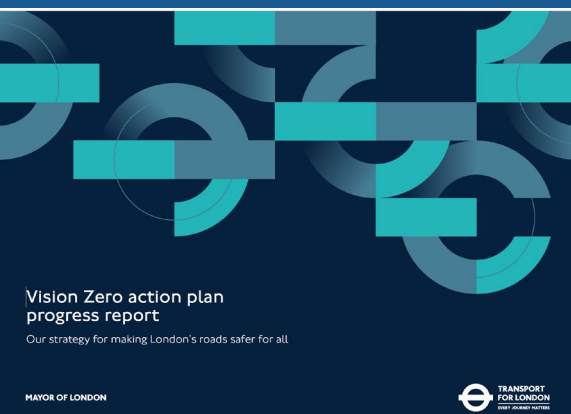 Vision Zero action plan
progress report
Our strategy for making London's roads safer for all
MAYOR OF LONDON
TRANSPORT
FOR LONDON
EVERY JOURNEY MATTERS